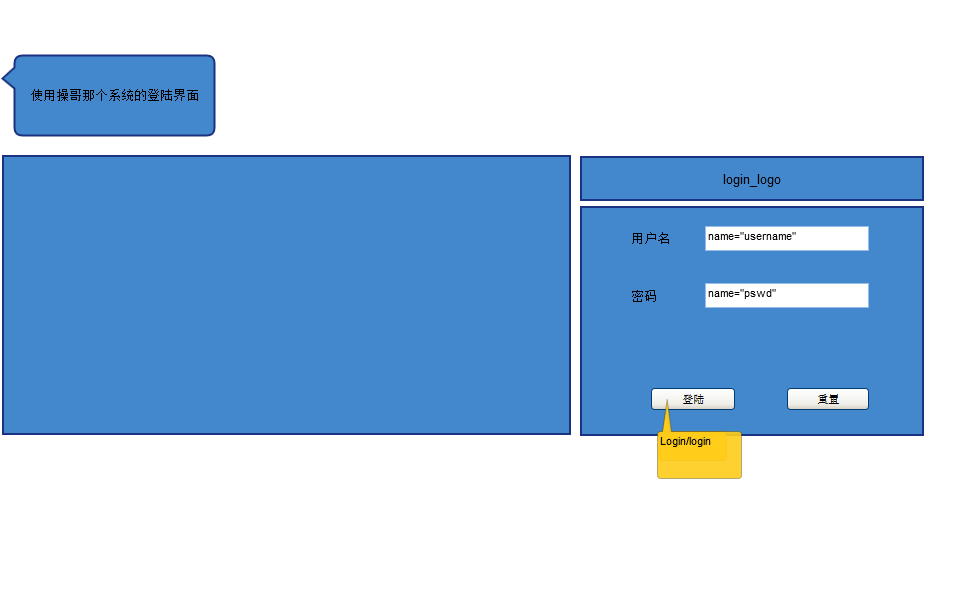 使用操哥那个系统的登陆界面
login_logo
用户名
name="username"
密码
name="pswd"
登陆
重置
Login/login